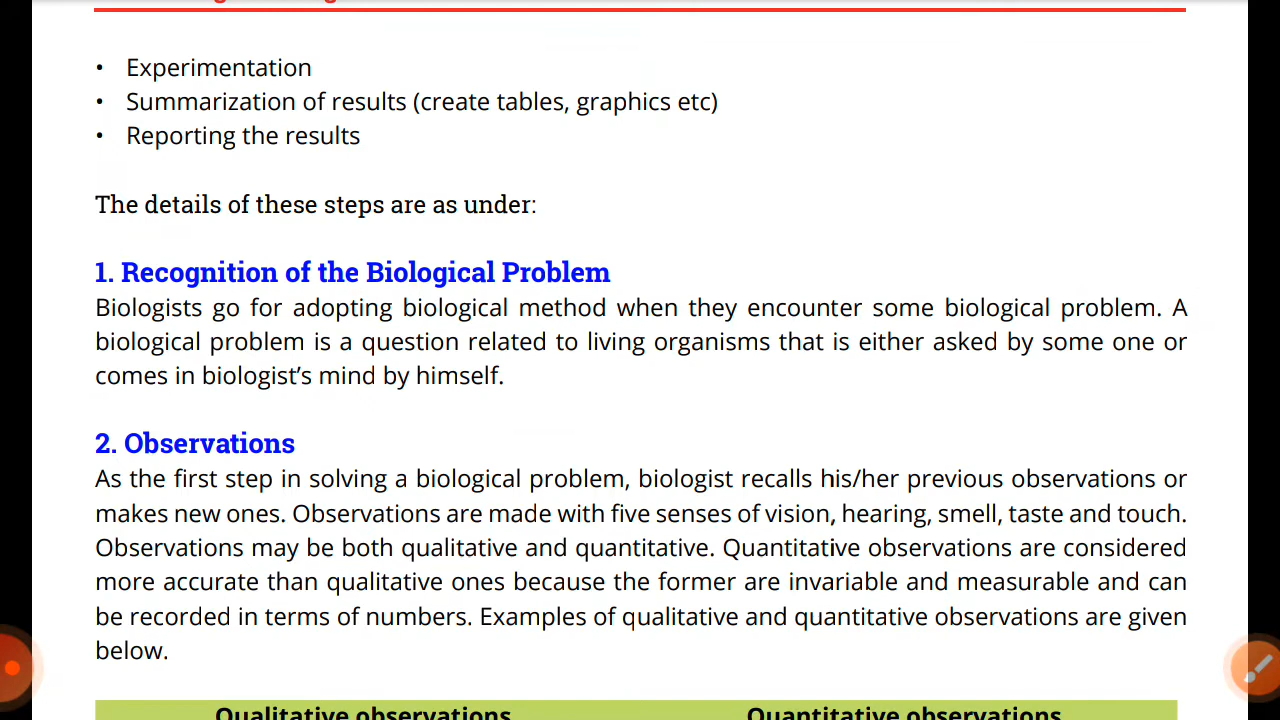 • Experimentation
• Summarization of results (create tables, graphics etc)
• Reporting the results
The details of these steps are as under:
1. Recognition of the Biological Problem
Biologists go for adopting biological method when they encounter some biological problem. A
biological problem is a question related to living organisms that is either asked by some one or
comes in biologist’s mind by himself.
2. Observations
As the first step in solving a biological problem, biologist recalls his/her previous observations or
makes new ones. Observations are made with five senses of vision, hearing, smell, taste and touch.
Observations may be both qualitative and quantitative. Quantitative observations are considered
more accurate than qualitative ones because the former are invariable and measurable and can
be recorded in terms of numbers. Examples of qualitative and quantitative observations are given
below.
Qualitative observations Quantitative observations